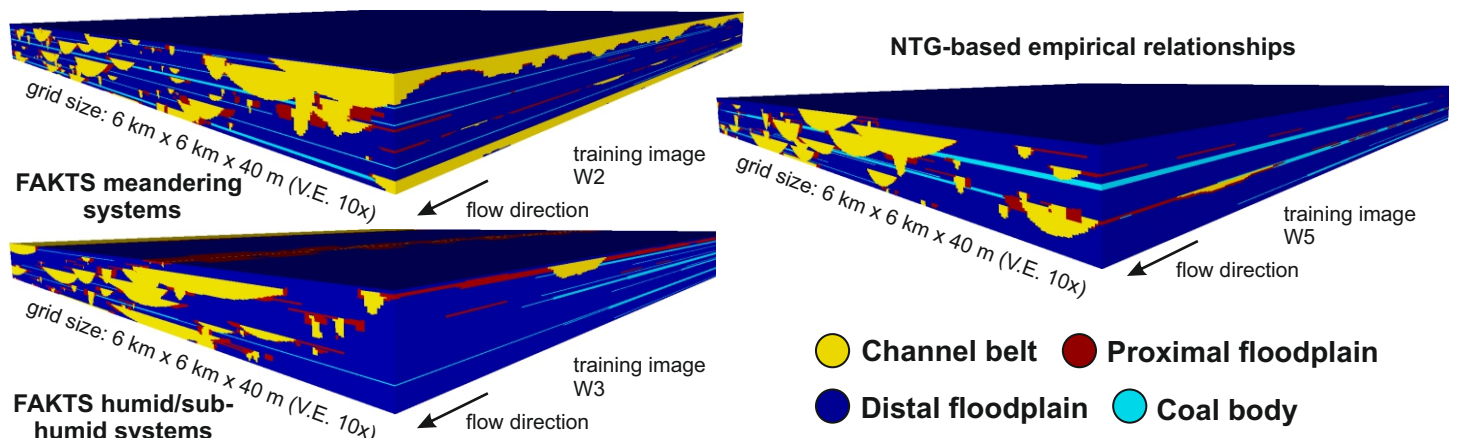 grid size: 6 km x 6 km x 40 m (V.E. 10x)
FAKTS meandering
systems
training image
W2
flow direction
grid size: 6 km x 6 km x 40 m (V.E. 10x)
FAKTS humid/sub-
humid systems
training image
W3
flow direction
NTG-based empirical relationships
grid size: 6 km x 6 km x 40 m (V.E. 10x)
training image
W5
flow direction
Channel belt
Proximal floodplain
Distal floodplain
Coal body